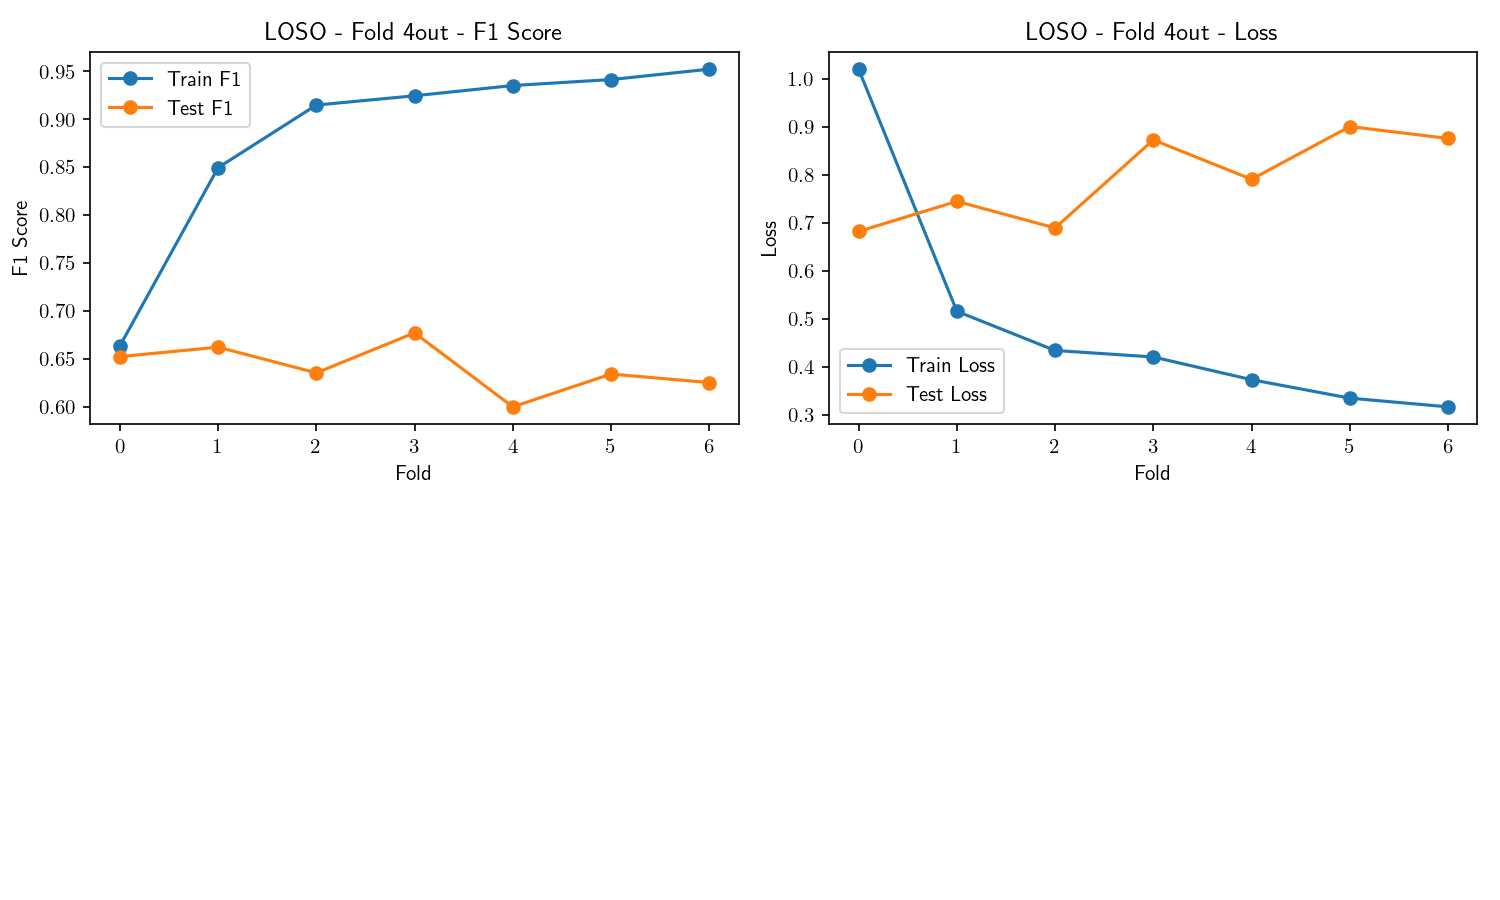 LOSO - Fold 4out - F1 Score
F1 Score
0.95
0.90
0.85
0.80
0.75
0.70
0.65
0.60
Train F1
Test F1
0 1 2 3 4 5 6
Fold
LOSO - Fold 4out - Loss
Loss
1.0
0.9
0.8
0.7
0.6
0.5
0.4
0.3
Train Loss
Test Loss
0 1 2 3 4 5 6
Fold